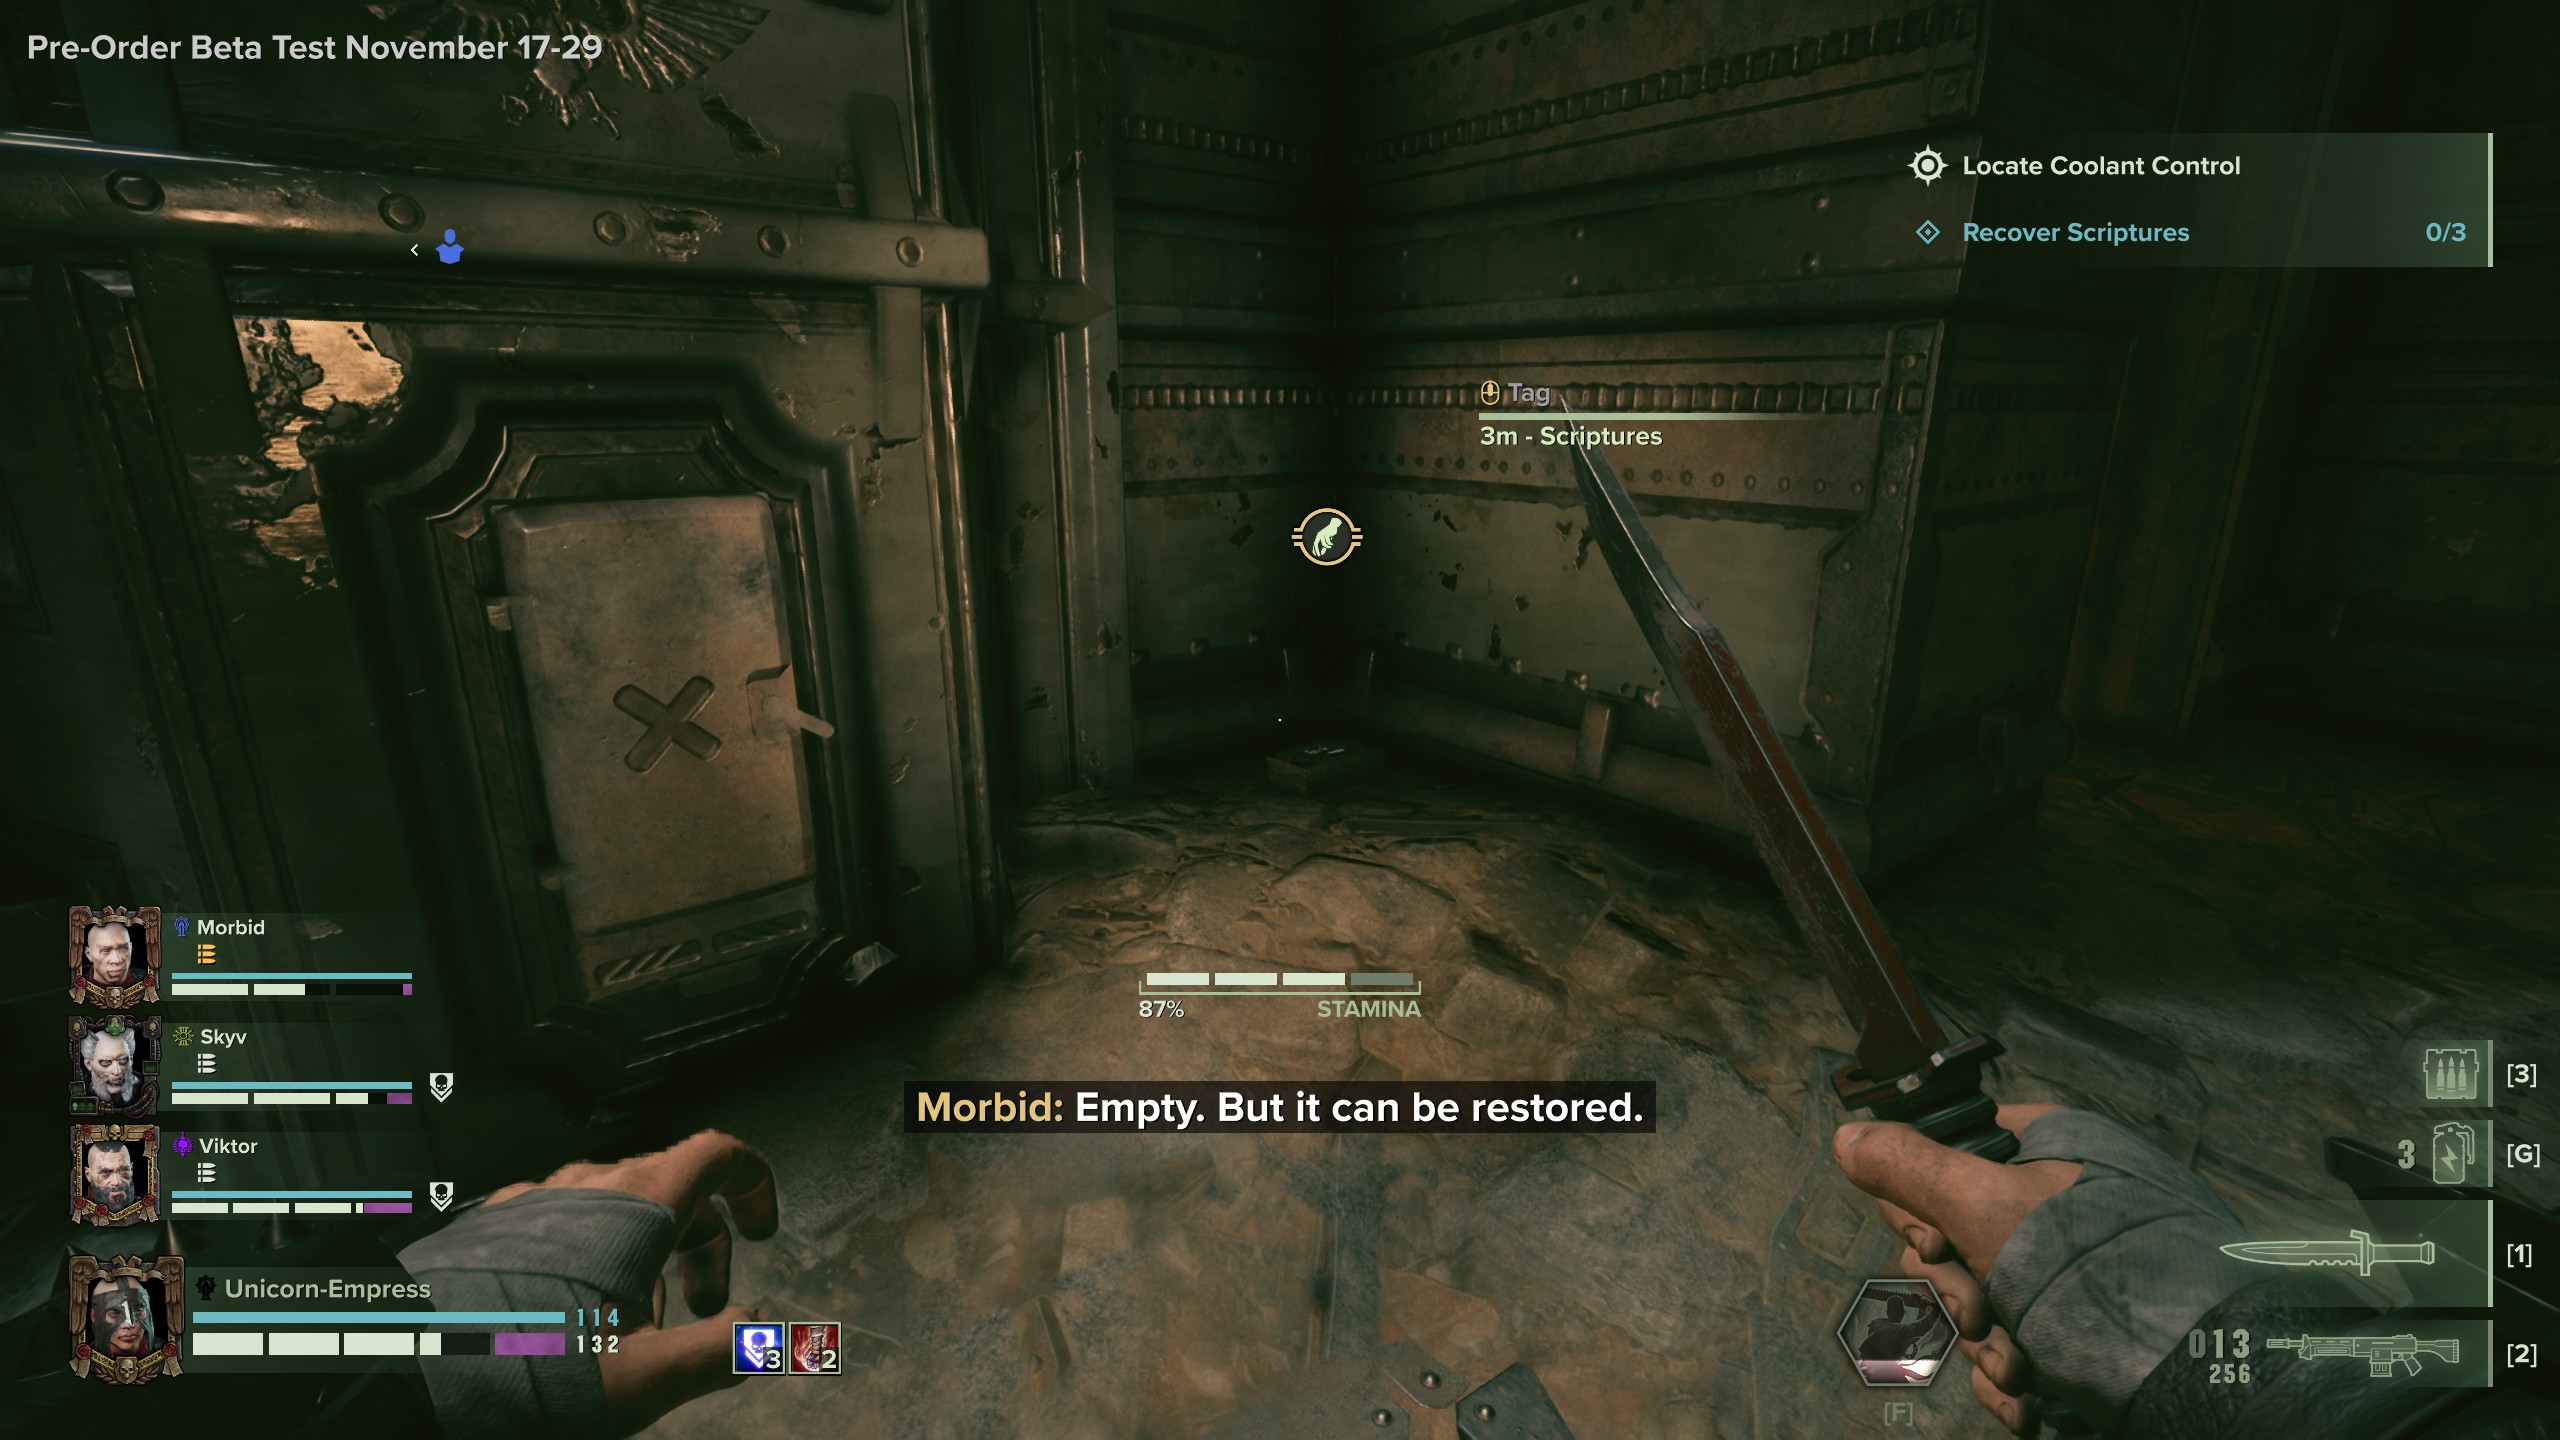 Pre-Order Beta Test November 17-29
Locate Coolant Control
Recover Scriptures 0/3
Tag
3m - Scriptures
Morbid
Skyv
Viktor
Unicorn-Empress
114
132
3
2
87% STAMINA
Morbid: Empty. But it can be restored.
[3]
3 [G]
[1]
013
256
[2]
[F]